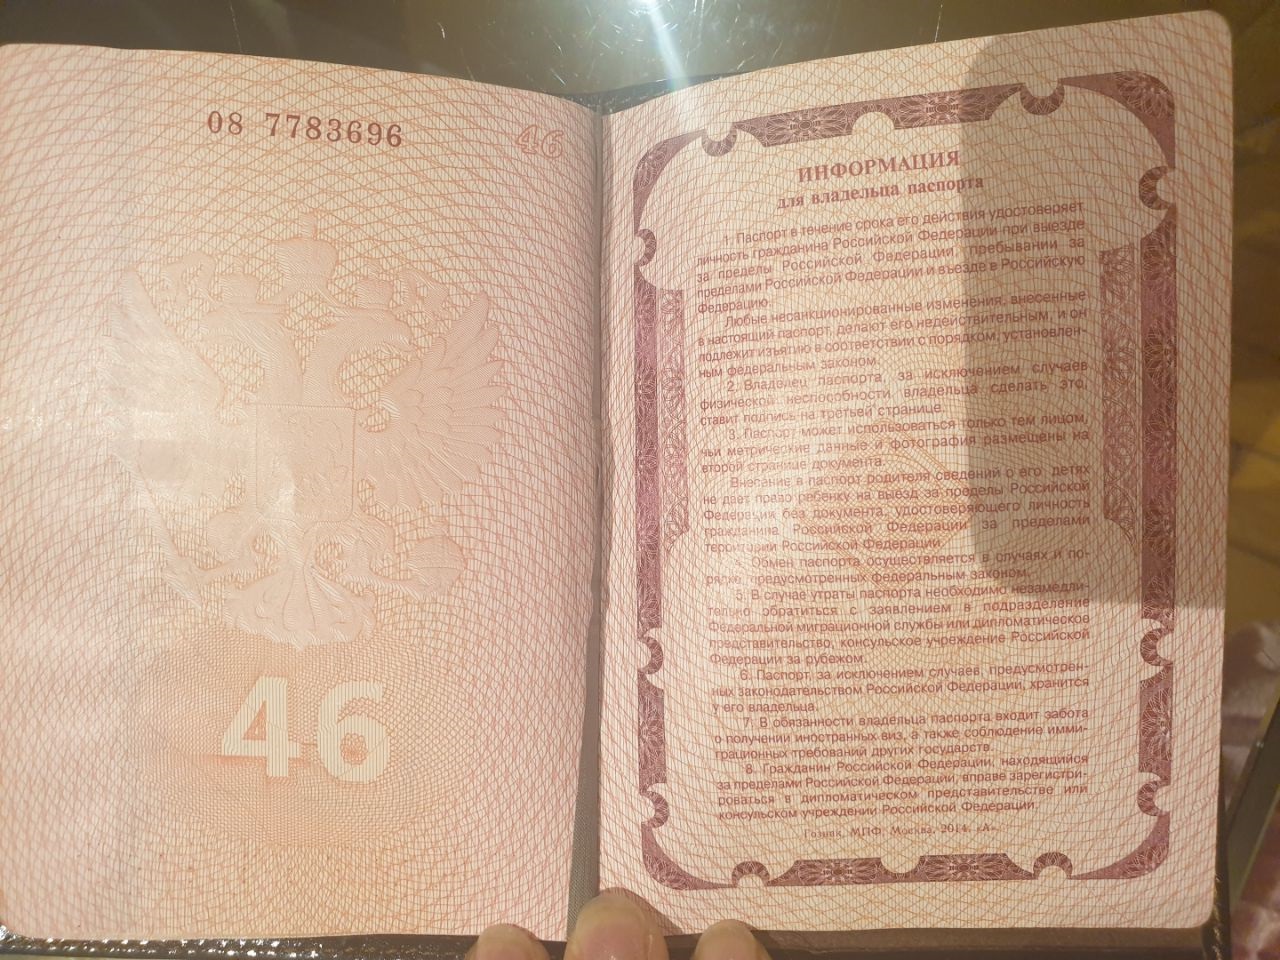 08 7783696
46
46
ИНФОРМАЦИЯ
для владельца паспорта
1. Паспорт в течение срока его действия удостоверяет
личность гражданина Российской Федерации при выезде
за пределы Российской Федерации, пребывании за
пределами Российской Федерации и въезде в Российскую
Федерацию.
Любые несанкционированные изменения, внесенные
в настоящий паспорт, делают его недействительным, и он
подлежит изъятию в соответствии с порядком, установлен-
ным федеральным законом.
2. Владелец паспорта, за исключением случаев
физической неспособности владельца сделать это,
ставит подпись на третьей странице.
3. Паспорт может использоваться только тем лицом,
чьи метрические данные и фотография размещены на
второй странице документа.
Внесение в паспорт родителя сведений о его детях
не дает право ребенку на выезд за пределы Российской
Федерации без документа, удостоверяющего личность
гражданина Российской Федерации за пределами
территории Российской Федерации.
4. Обмен паспорта осуществляется в случаях и по-
рядке, предусмотренных федеральным законом.
5. В случае утраты паспорта необходимо незамедли-
тельно обратиться с заявлением в подразделение
Федеральной миграционной службы или дипломатическое
представительство, консульское учреждение Российской
Федерации за рубежом.
6. Паспорт, за исключением случаев, предусмотрен-
ных законодательством Российской Федерации, хранится
у его владельца.
7. В обязанности владельца паспорта входит забота
о получении иностранных виз, а также соблюдение имми-
грационных требований других государств.
8. Гражданин Российской Федерации, находящийся
за пределами Российской Федерации, вправе зарегистри-
роваться в дипломатическом представительстве или
консульском учреждении Российской Федерации.
Гознак, МПФ, Москва, 2014, «А».